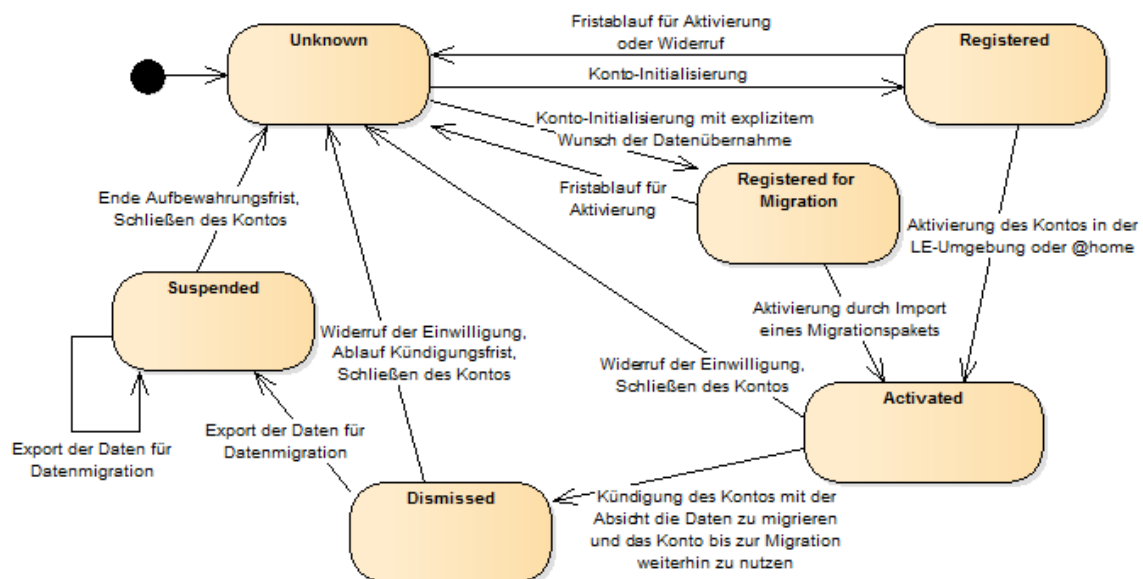 Unknown
Fristablauf für Aktivierung
oder Widerruf
Registered
Konto-Initialisierung
Konto-Initialisierung mit explizitem
Wunsch der Datenübernahme
Fristablauf für
Aktivierung
Registered for
Migration
Ende Aufbewahrungsfrist,
Schließen des Kontos
Aktivierung des Kontos in der
LE-Umgebung oder @home
Suspended
Aktivierung durch Import
eines Migrationspakets
Widerruf der Einwilligung,
Ablauf Kündigungsfrist,
Schließen des Kontos
Widerruf der Einwilligung,
Schließen des Kontos
Activated
Export der Daten für
Datenmigration
Export der Daten für
Datenmigration
Dismissed
Kündigung des Kontos mit der
Absicht die Daten zu migrieren
und das Konto bis zur Migration
weiterhin zu nutzen